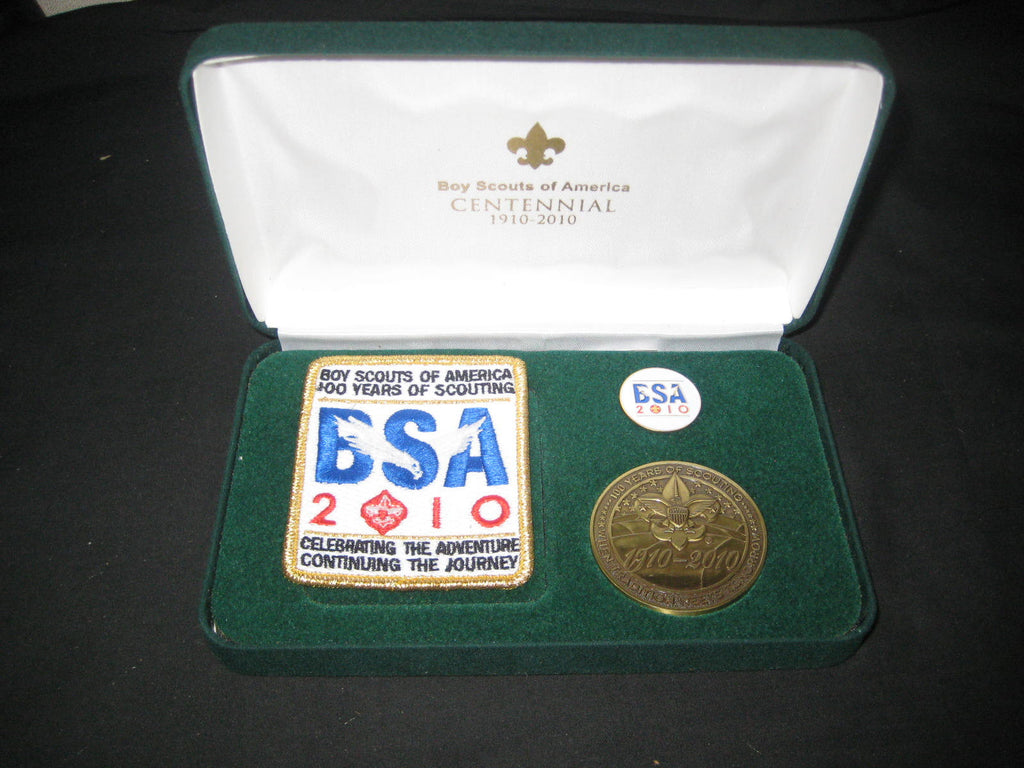 Boy Scouts of America
CENTENNIAL
1910-2010
BOY SCOUTS OF AMERICA
100 YEARS OF SCOUTING
BSA
2010
CELEBRATING THE ADVENTURE
CONTINUING THE JOURNEY
BSA
2010
100 YEARS OF SCOUTING
1910-2010